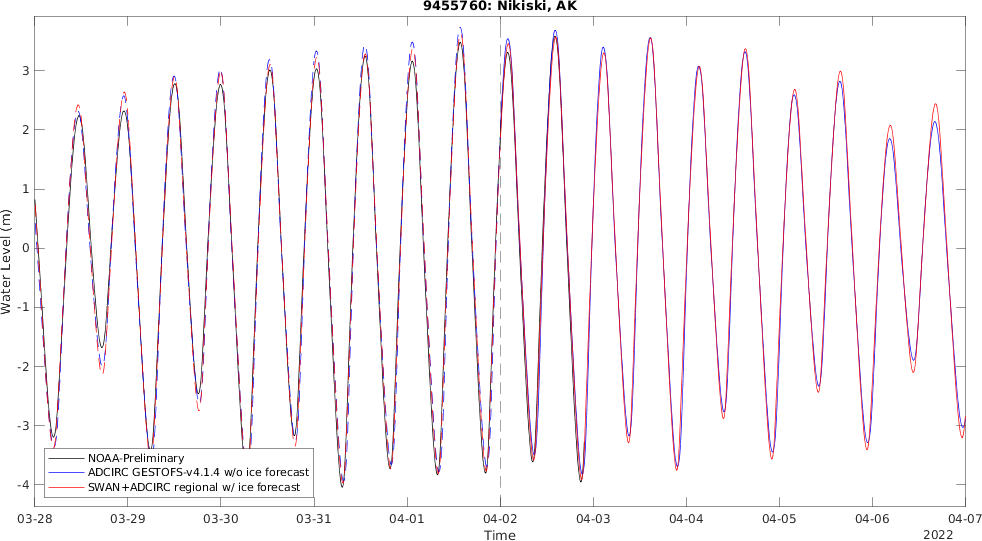 9455760: Nikiski, AK
Water Level (m)
3
2
1
0
-1
-2
-3
-4
NOAA-Preliminary
ADCIRC GESTOFS-v4.1.4 w/o ice forecast
SWAN+ADCIRC regional w/ ice forecast
03-28 03-29 03-30 03-31 04-01 04-02 04-03 04-04 04-05 04-06 04-07
Time
2022